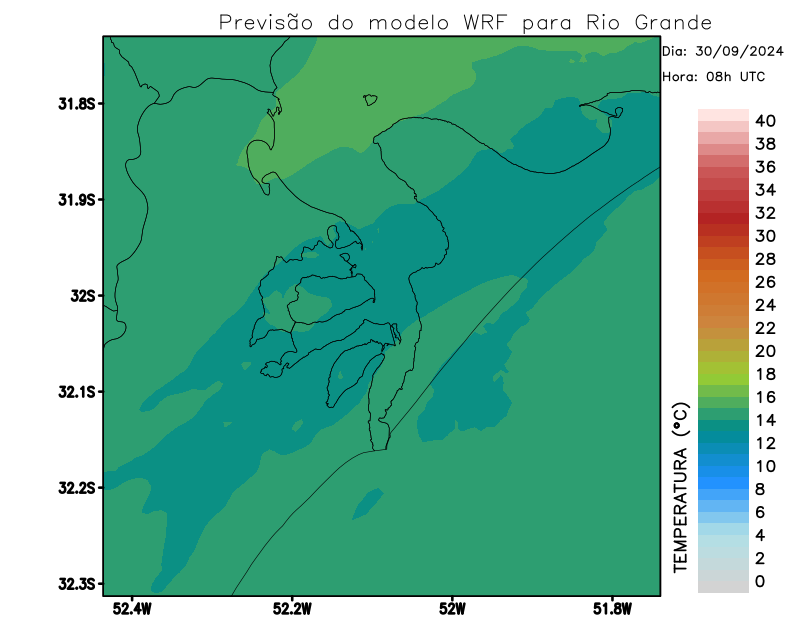 Previsão do modelo WRF para Rio Grande
Dia: 30/09/2024
Hora: 08h UTC
31.8S
31.9S
32S
32.1S
32.2S
32.3S
52.4W
52.2W
52W
51.8W
TEMPERATURA (°C)
40
38
36
34
32
30
28
26
24
22
20
18
16
14
12
10
8
6
4
2
0